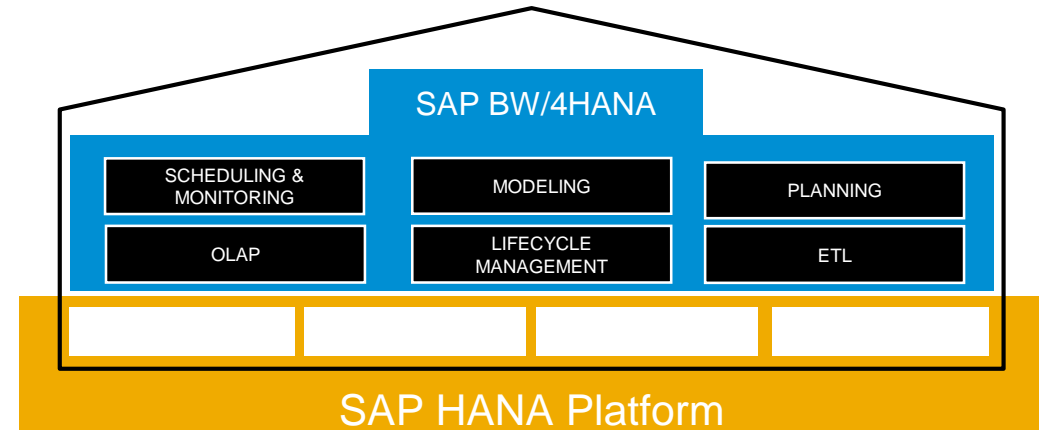 SAP BW/4HANA
SCHEDULING &
MONITORING
MODELING
PLANNING
OLAP
LIFECYCLE
MANAGEMENT
ETL
SAP HANA Platform